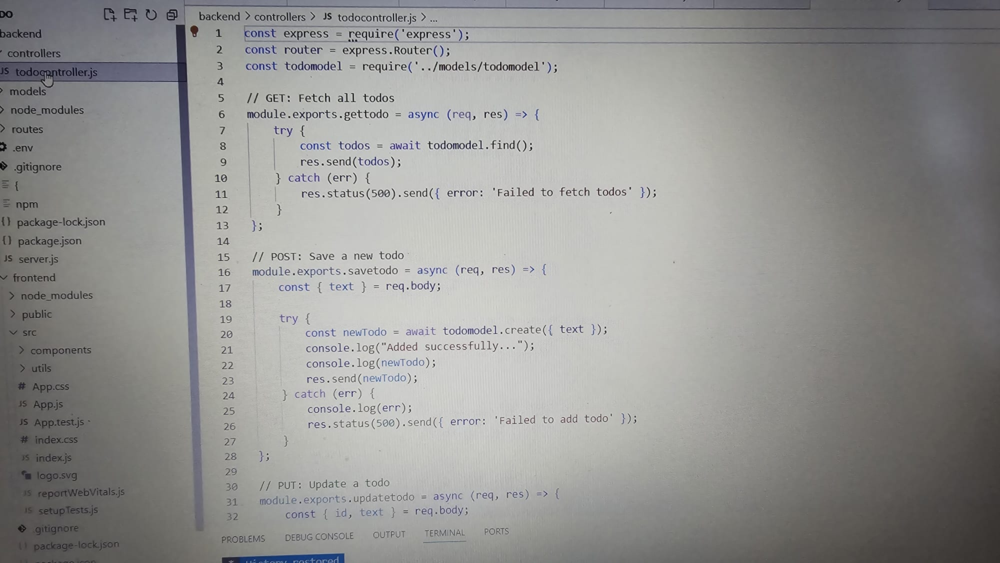 DO
backend
controllers
JS todocontroller.js
models
node_modules
routes
.env
.gitignore
{
npm
{} package-lock.json
{} package.json
JS server.js
frontend
node_modules
public
src
components
utils
# App.css
JS App.js
JS App.test.js
# index.css
JS index.js
logo.svg
JS reportWebVitals.js
JS setupTests.js
.gitignore
{} package-lock.json
backend > controllers > JS todocontroller.js > ...
1 const express = require('express');
2 const router = express.Router();
3 const todomodel = require('../models/todomodel');
4
5 // GET: Fetch all todos
6 module.exports.gettodo = async (req, res) => {
7 try {
8 const todos = await todomodel.find();
9 res.send(todos);
10 } catch (err) {
11 res.status(500).send({ error: 'Failed to fetch todos' });
12 }
13 };
14
15 // POST: Save a new todo
16 module.exports.savetodo = async (req, res) => {
17 const { text } = req.body;
18
19 try {
20 const newTodo = await todomodel.create({ text });
21 console.log("Added successfully...");
22 console.log(newTodo);
23 res.send(newTodo);
24 } catch (err) {
25 console.log(err);
26 res.status(500).send({ error: 'Failed to add todo' });
27 }
28 };
29
30 // PUT: Update a todo
31 module.exports.updatetodo = async (req, res) => {
32 const { id, text } = req.body;
PROBLEMS DEBUG CONSOLE OUTPUT TERMINAL PORTS
* History restored